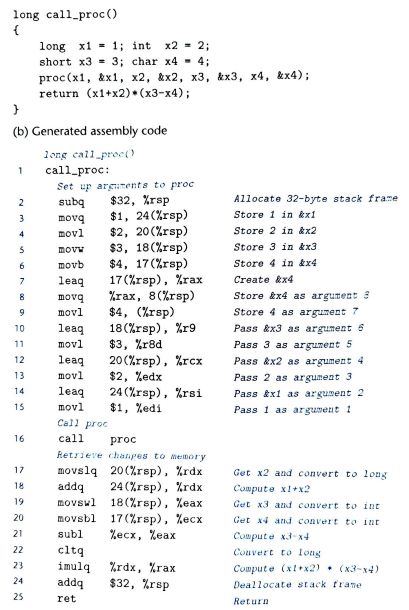 long call_proc()
{
    long  x1 = 1; int  x2 = 2;
    short x3 = 3; char x4 = 4;
    proc(x1, &x1, x2, &x2, x3, &x3, x4, &x4);
    return (x1+x2)*(x3-x4);
}
(b) Generated assembly code
long call_proc()
1 call_proc:
Set up arguments to proc
2 subq $32, %rsp Allocate 32-byte stack frame
3 movq $1, 24(%rsp) Store 1 in &x1
4 movl $2, 20(%rsp) Store 2 in &x2
5 movw $3, 18(%rsp) Store 3 in &x3
6 movb $4, 17(%rsp) Store 4 in &x4
7 leaq 17(%rsp), %rax Create &x4
8 movq %rax, 8(%rsp) Store &x4 as argument 8
9 movl $4, (%rsp) Store 4 as argument 7
10 leaq 18(%rsp), %r9 Pass &x3 as argument 6
11 movl $3, %r8d Pass 3 as argument 5
12 leaq 20(%rsp), %rcx Pass &x2 as argument 4
13 movl $2, %edx Pass 2 as argument 3
14 leaq 24(%rsp), %rsi Pass &x1 as argument 2
15 movl $1, %edi Pass 1 as argument 1
Call proc
16 call proc
Retrieve changes to memory
17 movslq 20(%rsp), %rdx Get x2 and convert to long
18 addq 24(%rsp), %rdx Compute x1+x2
19 movswl 18(%rsp), %eax Get x3 and convert to int
20 movsbl 17(%rsp), %ecx Get x4 and convert to int
21 subl %ecx, %eax Compute x3-x4
22 cltq Convert to long
23 imulq %rdx, %rax Compute (x1+x2) * (x3-x4)
24 addq $32, %rsp Deallocate stack frame
25 ret Return